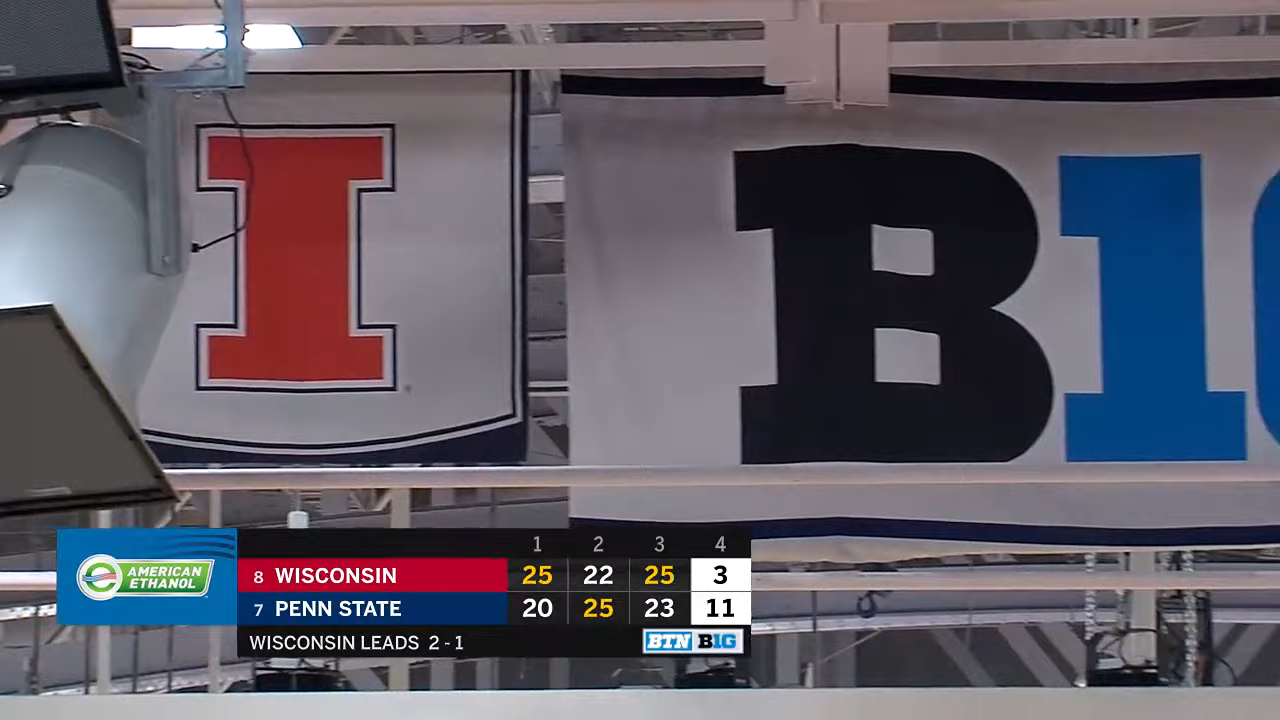 I B1
AMERICAN
ETHANOL
1 2 3 4
8 WISCONSIN 25 22 25 3
7 PENN STATE 20 25 23 11
WISCONSIN LEADS 2 - 1
BTN B1G